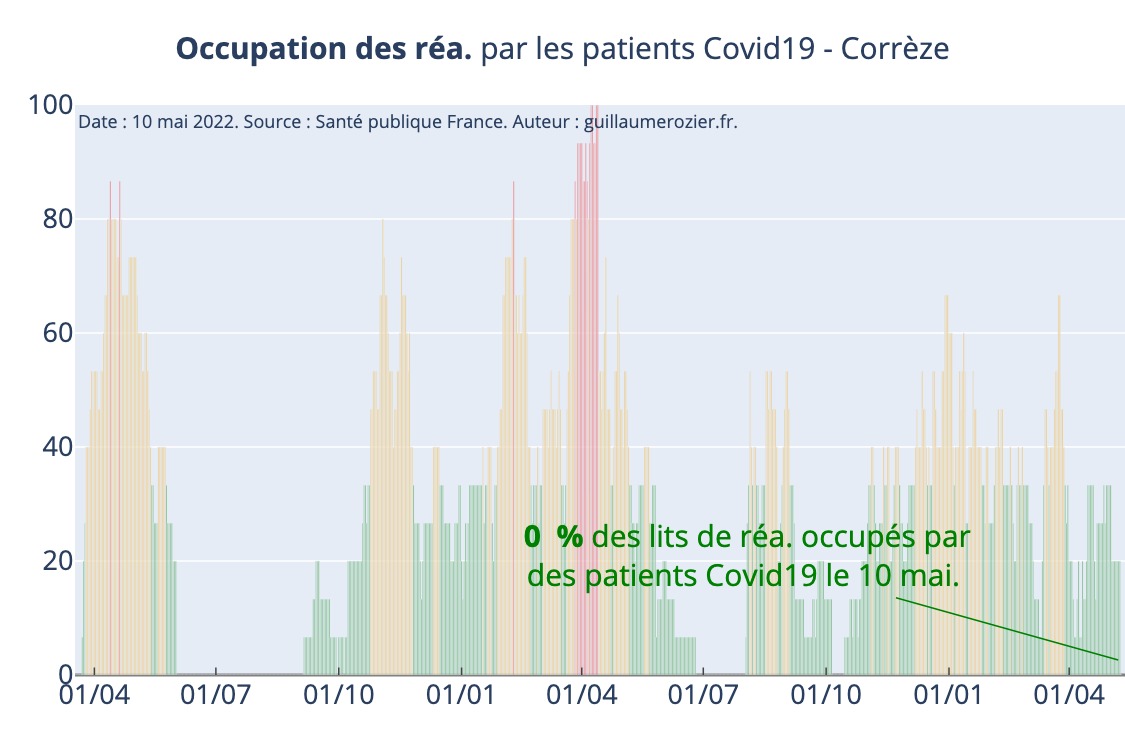 Occupation des réa. par les patients Covid19 - Corrèze
100
Date : 10 mai 2022. Source : Santé publique France. Auteur : guillaumerozier.fr.
80
60
40
0 % des lits de réa. occupés par
des patients Covid19 le 10 mai.
20
0
01/04 01/07 01/10 01/01 01/04 01/07 01/10 01/01 01/04